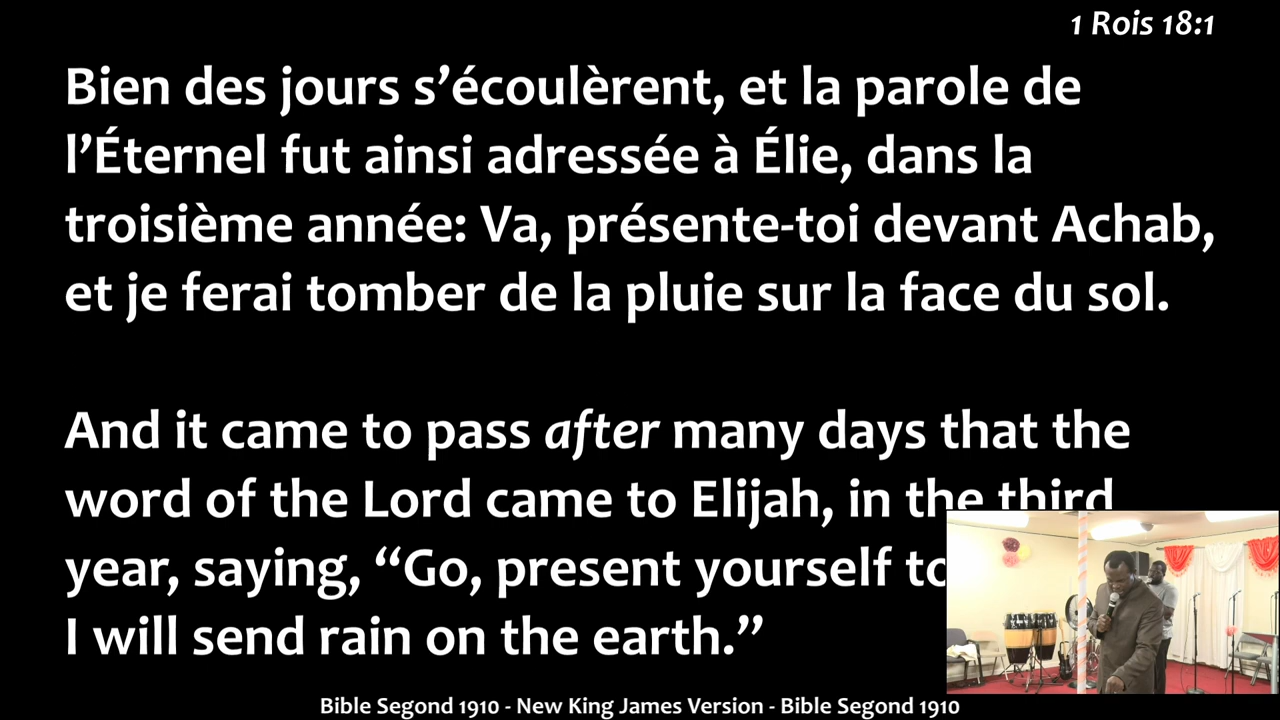 1 Rois 18:1
Bien des jours s’écoulèrent, et la parole de
l’Éternel fut ainsi adressée à Élie, dans la
troisième année: Va, présente-toi devant Achab,
et je ferai tomber de la pluie sur la face du sol.
And it came to pass after many days that the
word of the Lord came to Elijah, in the third
year, saying, “Go, present yourself to
I will send rain on the earth.”
Bible Segond 1910 - New King James Version - Bible Segond 1910